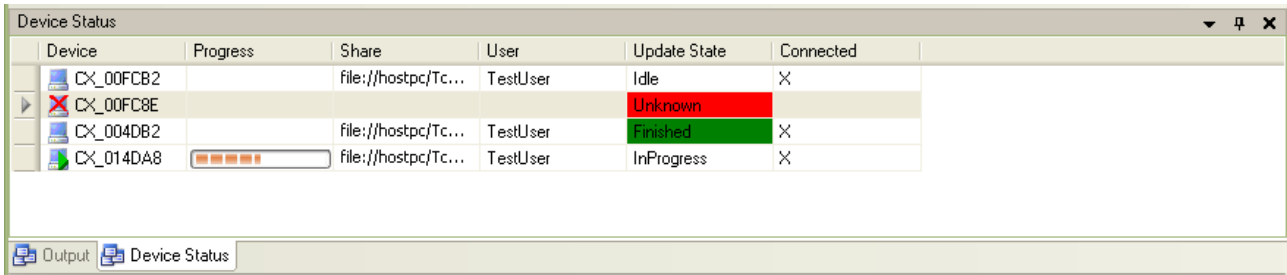 Device Status
Device Progress Share User Update State Connected
CX_00FCB2 file://hostpc/Tc... TestUser Idle X
CX_00FC8E Unknown
CX_004DB2 file://hostpc/Tc... TestUser Finished X
CX_014DA8 file://hostpc/Tc... TestUser InProgress X
Output Device Status